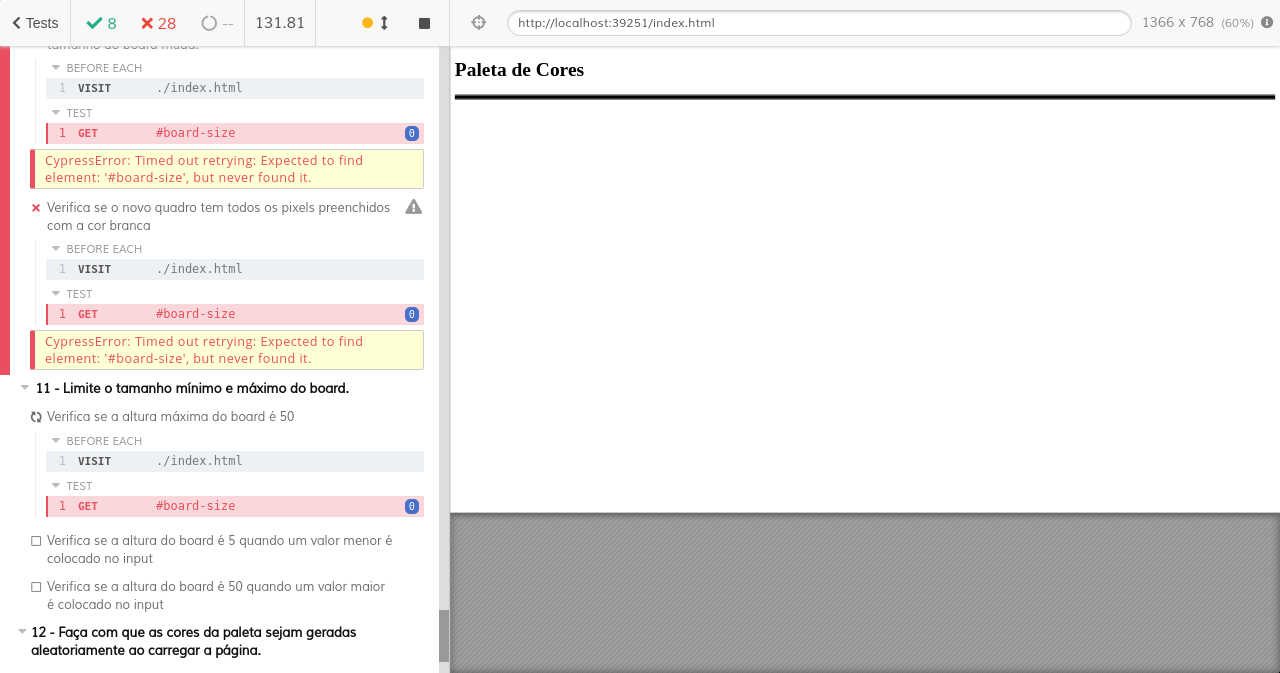 Tests 8 28 -- 131.81 http://localhost:39251/index.html 1366 x 768 (60%)
tamanho do board muda.
BEFORE EACH
1 VISIT ./index.html
TEST
1 GET #board-size 0
CypressError: Timed out retrying: Expected to find
element: '#board-size', but never found it.
Verifica se o novo quadro tem todos os pixels preenchidos
com a cor branca
BEFORE EACH
1 VISIT ./index.html
TEST
1 GET #board-size 0
CypressError: Timed out retrying: Expected to find
element: '#board-size', but never found it.
11 - Limite o tamanho mínimo e máximo do board.
Verifica se a altura máxima do board é 50
BEFORE EACH
1 VISIT ./index.html
TEST
1 GET #board-size 0
Verifica se a altura do board é 5 quando um valor menor é
colocado no input
Verifica se a altura do board é 50 quando um valor maior
é colocado no input
12 - Faça com que as cores da paleta sejam geradas
aleatoriamente ao carregar a página.
Paleta de Cores